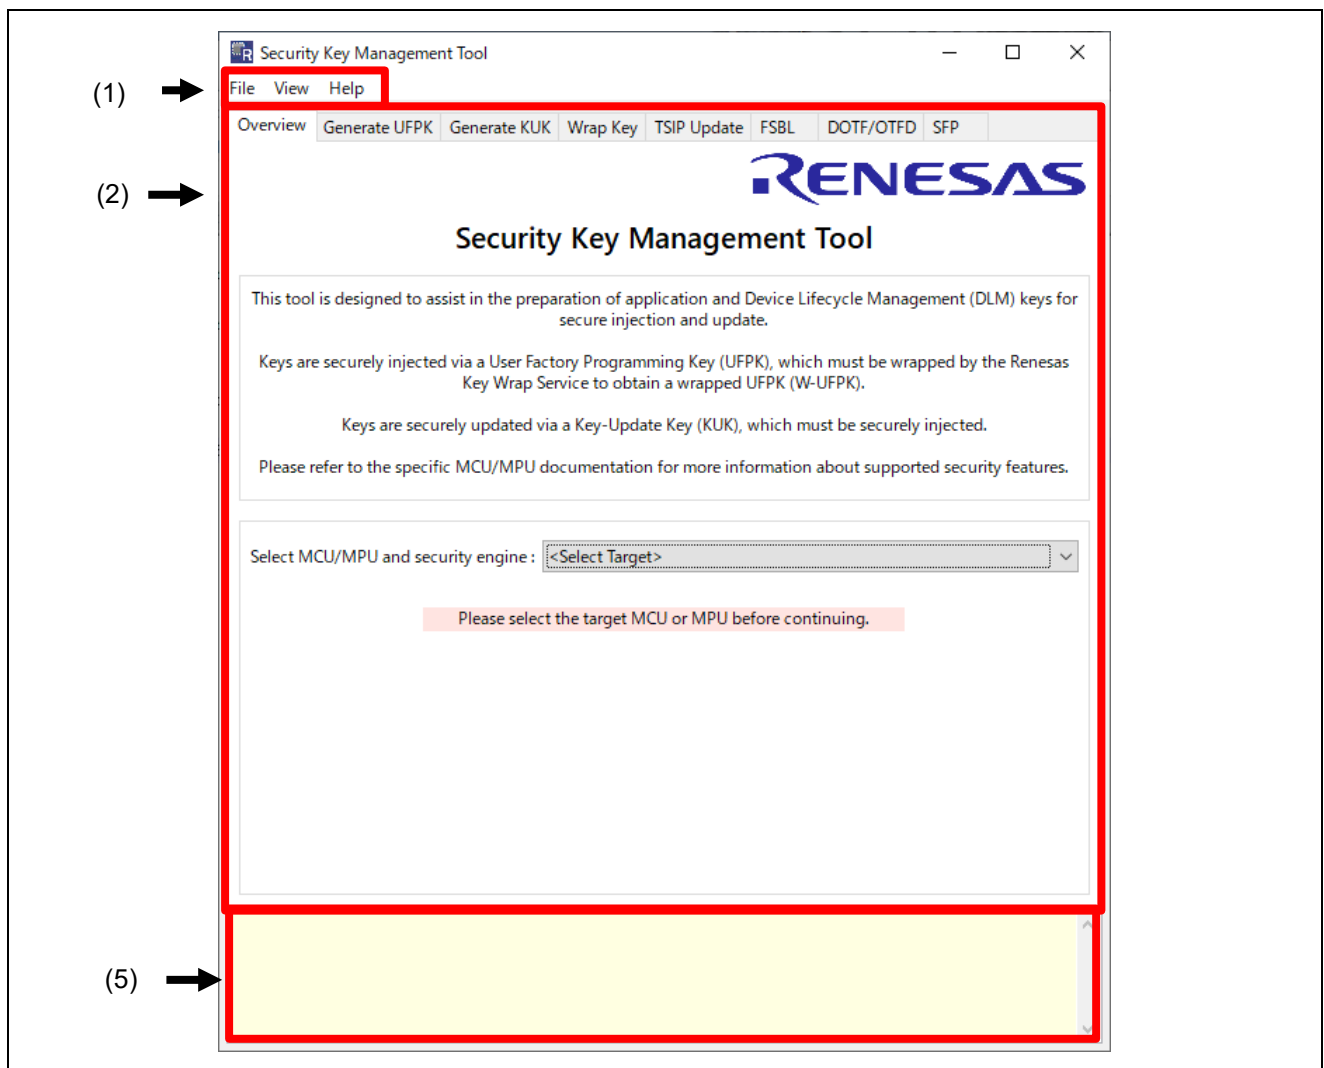 Security Key Management Tool
(1)
File View Help
Overview Generate UFPK Generate KUK Wrap Key TSIP Update FSBL DOTF/OTFD SFP
(2)
RENESAS
Security Key Management Tool
This tool is designed to assist in the preparation of application and Device Lifecycle Management (DLM) keys for
secure injection and update.
Keys are securely injected via a User Factory Programming Key (UFPK), which must be wrapped by the Renesas
Key Wrap Service to obtain a wrapped UFPK (W-UFPK).
Keys are securely updated via a Key-Update Key (KUK), which must be securely injected.
Please refer to the specific MCU/MPU documentation for more information about supported security features.
Select MCU/MPU and security engine : <Select Target>
Please select the target MCU or MPU before continuing.
(5)